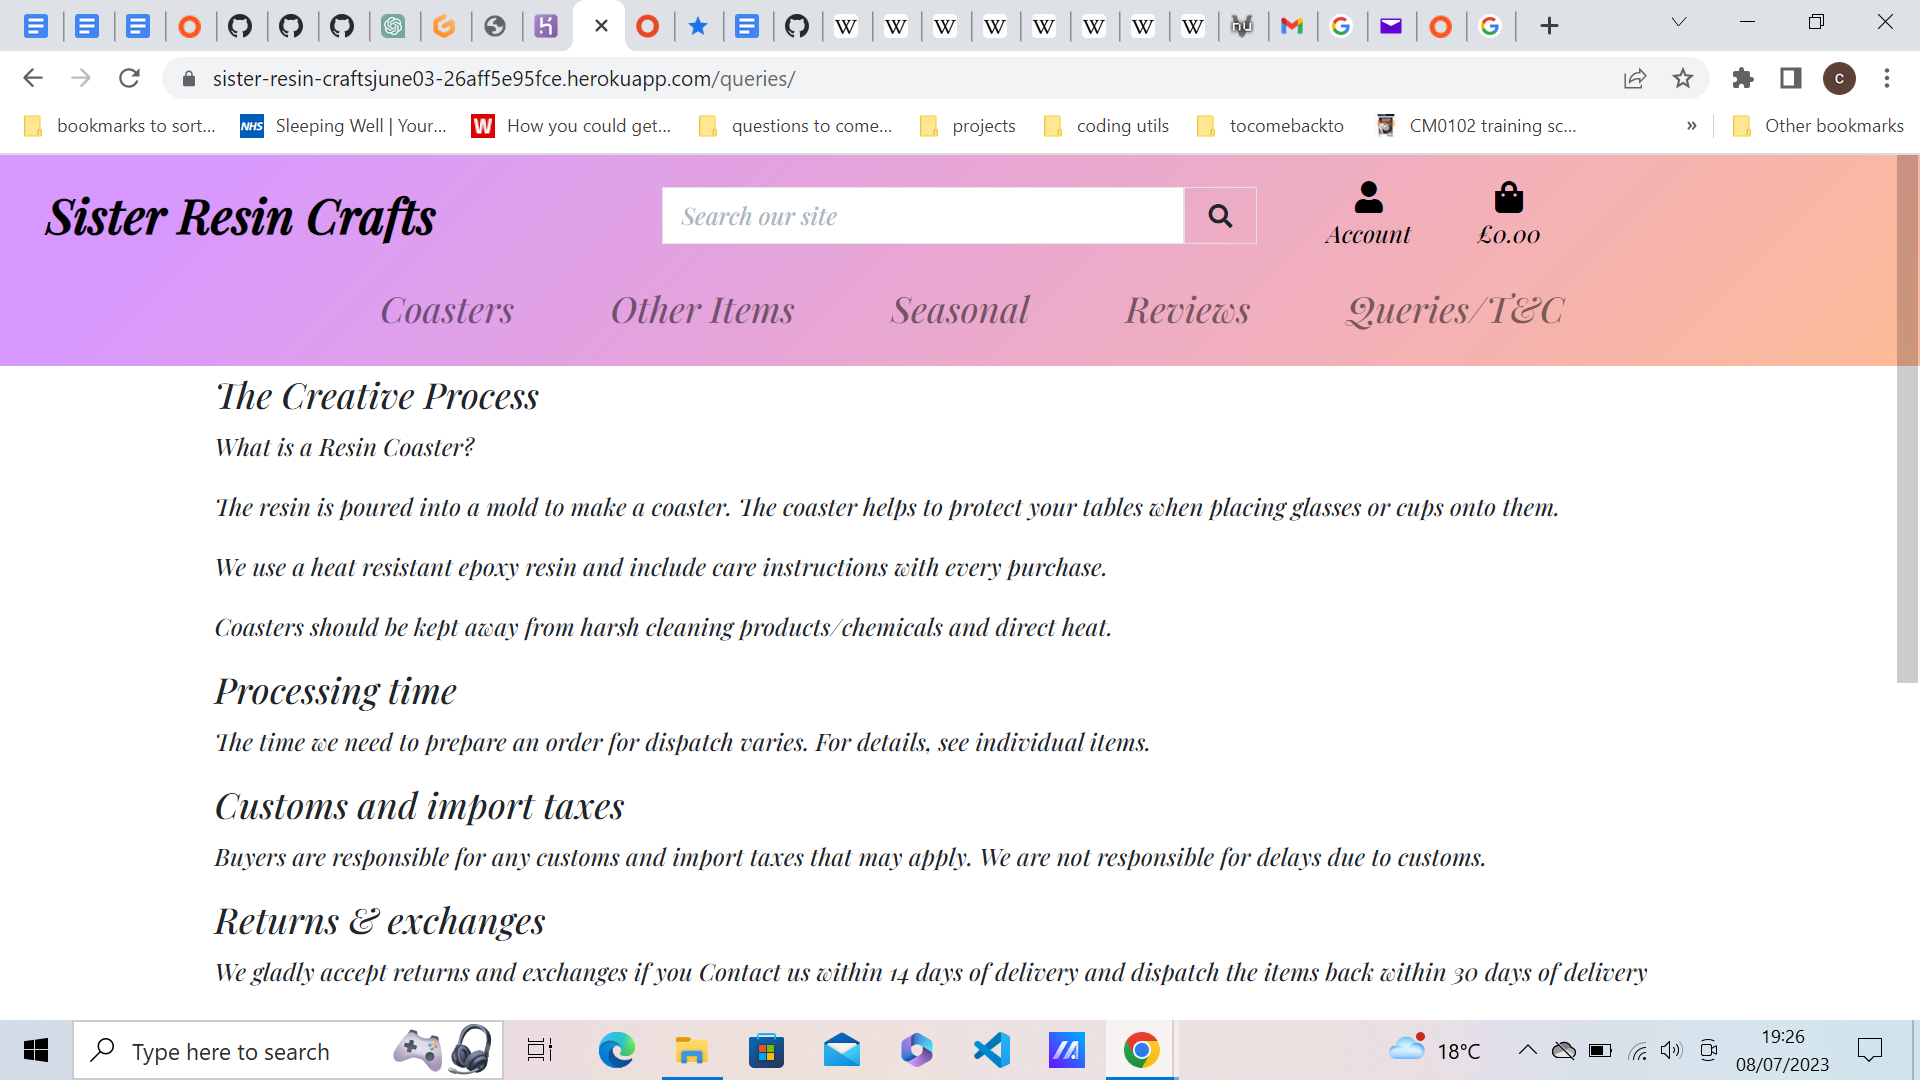 sister-resin-craftsjune03-26aff5e95fce.herokuapp.com/queries/
bookmarks to sort... NHS Sleeping Well | Your... W How you could get... questions to come... projects coding utils tocomebackto CM0102 training sc... » Other bookmarks
Sister Resin Crafts
Search our site
Account
£0.00
Coasters Other Items Seasonal Reviews Queries/T&C
The Creative Process
What is a Resin Coaster?
The resin is poured into a mold to make a coaster. The coaster helps to protect your tables when placing glasses or cups onto them.
We use a heat resistant epoxy resin and include care instructions with every purchase.
Coasters should be kept away from harsh cleaning products/chemicals and direct heat.
Processing time
The time we need to prepare an order for dispatch varies. For details, see individual items.
Customs and import taxes
Buyers are responsible for any customs and import taxes that may apply. We are not responsible for delays due to customs.
Returns & exchanges
We gladly accept returns and exchanges if you Contact us within 14 days of delivery and dispatch the items back within 30 days of delivery
Type here to search
18°C
19:26
08/07/2023